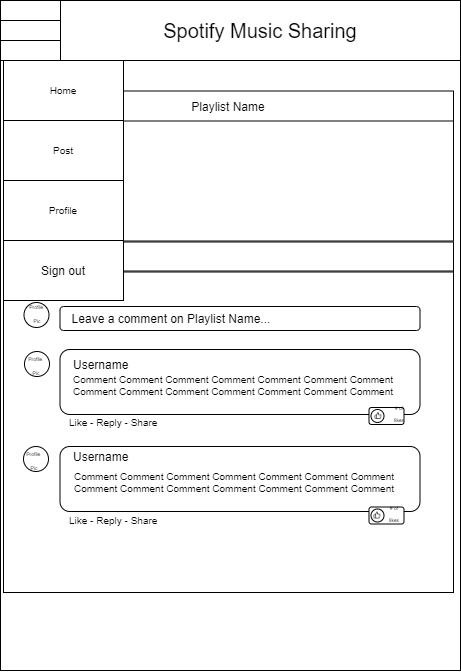 Spotify Music Sharing
Home
Playlist Name
Post
Profile
Sign out
Profile
Pic
Leave a comment on Playlist Name...
Profile
Pic
Username
Comment Comment Comment Comment Comment Comment Comment
Comment Comment Comment Comment Comment Comment Comment
# of
likes
Like - Reply - Share
Profile
Pic
Username
Comment Comment Comment Comment Comment Comment Comment
Comment Comment Comment Comment Comment Comment Comment
# of
likes
Like - Reply - Share